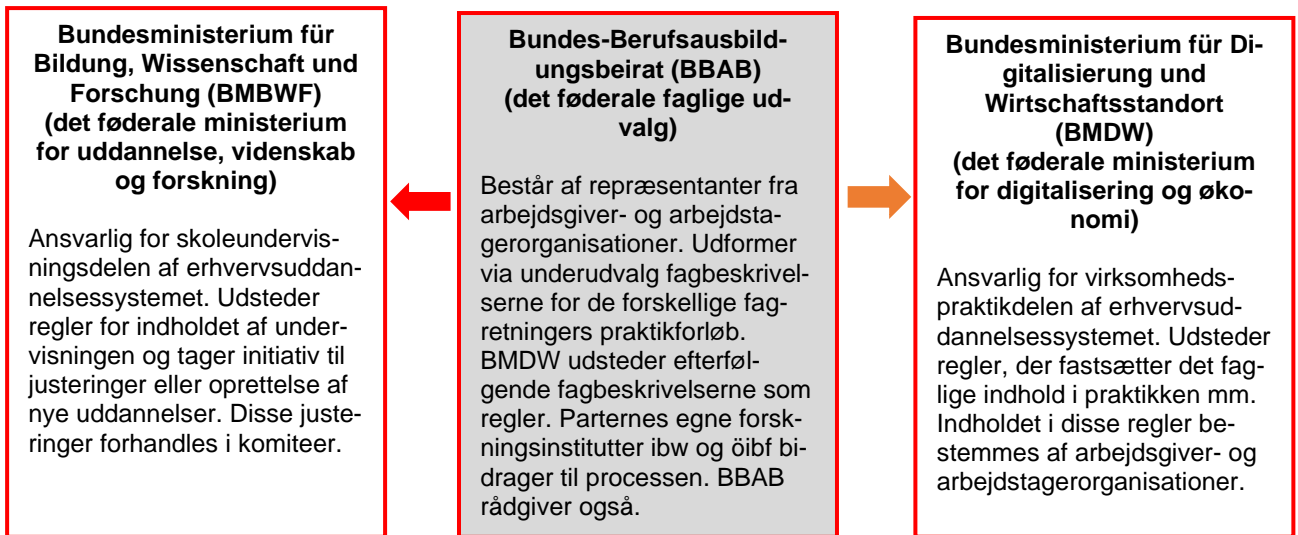 Bundesministerium für
Bildung, Wissenschaft und
Forschung (BMBWF)
(det føderale ministerium
for uddannelse, videnskab
og forskning)
Ansvarlig for skoleundervis-
ningsdelen af erhvervsuddan-
nelsessystemet. Udsteder
regler for indholdet af under-
visningen og tager initiativ til
justeringer eller oprettelse af
nye uddannelser. Disse juste-
ringer forhandles i komiteer.
Bundes-Berufsausbild-
ungsbeirat (BBAB)
(det føderale faglige ud-
valg)
Består af repræsentanter fra
arbejdsgiver- og arbejdsta-
gerorganisationer. Udformer
via underudvalg fagbeskrivel-
serne for de forskellige fag-
retningers praktikforløb.
BMDW udsteder efterføl-
gende fagbeskrivelserne som
regler. Parternes egne forsk-
ningsinstitutter ibw og öibf bi-
drager til processen. BBAB
rådgiver også.
Bundesministerium für Di-
gitalisierung und
Wirtschaftsstandort
(BMDW)
(det føderale ministerium
for digitalisering og øko-
nomi)
Ansvarlig for virksomheds-
praktikdelen af erhvervsud-
dannelsessystemet. Udsteder
regler, der fastsætter det fag-
lige indhold i praktikken mm.
Indholdet i disse regler be-
stemmes af arbejdsgiver- og
arbejdstagerorganisationer.